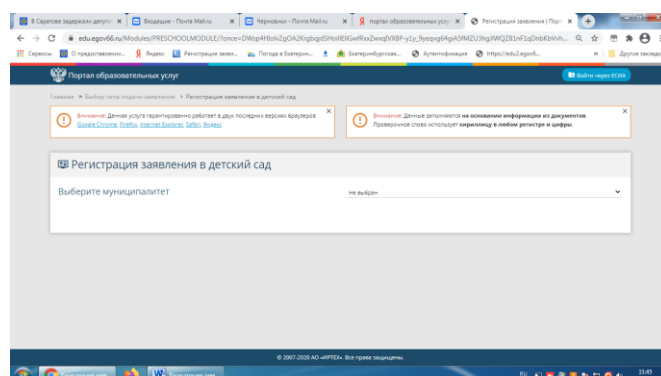 В Саратове задержали депут
Входящие - Почта Mail.ru
Черновики - Почта Mail.ru
портал образовательных услу
Регистрация заявления | Пор
edu.egov66.ru/Modules/PRESCHOOLMODULE/?once=
Сервисы
О предоставлении...
Яндекс
Регистрация заявл...
Погода в Екатерин...
Екатеринбургская...
Аутентификация
https://edu2.egov6...
»
Другие заклад
Портал образовательных услуг
Войти через ЕСИА
Главная > Выбор типа подачи заявления > Регистрация заявления в детский сад
Внимание! Данная услуга гарантированно работает в двух последних версиях браузеров
Google Chrome, Firefox, Internet Explorer, Safari, Яндекс
Внимание! Данные заполняются на основании информации из документов.
Проверочное слово использует кириллицу в любом регистре и цифры.
Регистрация заявления в детский сад
Выберите муниципалитет
Не выбран
© 2007-2020 АО «ИРТЕХ». Все права защищены.
RU
11:45